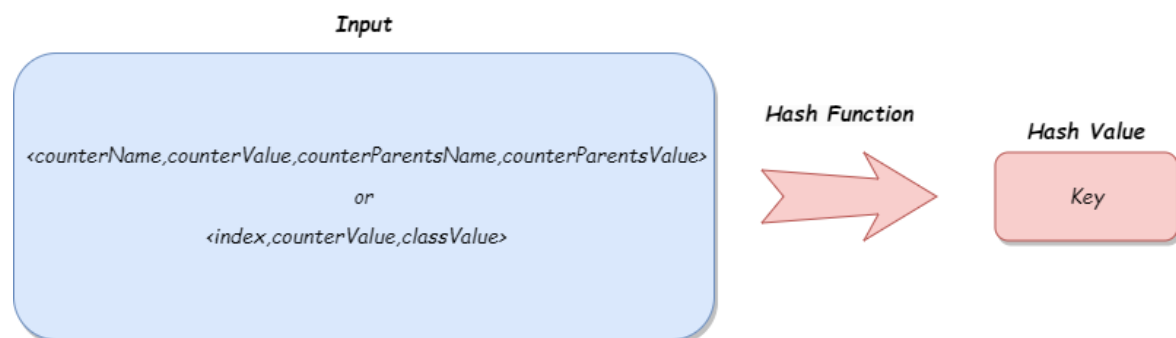 Input
<counterName,counterValue,counterParentsName,counterParentsValue>
or
<index,counterValue,classValue>
Hash Function
Hash Value
Key